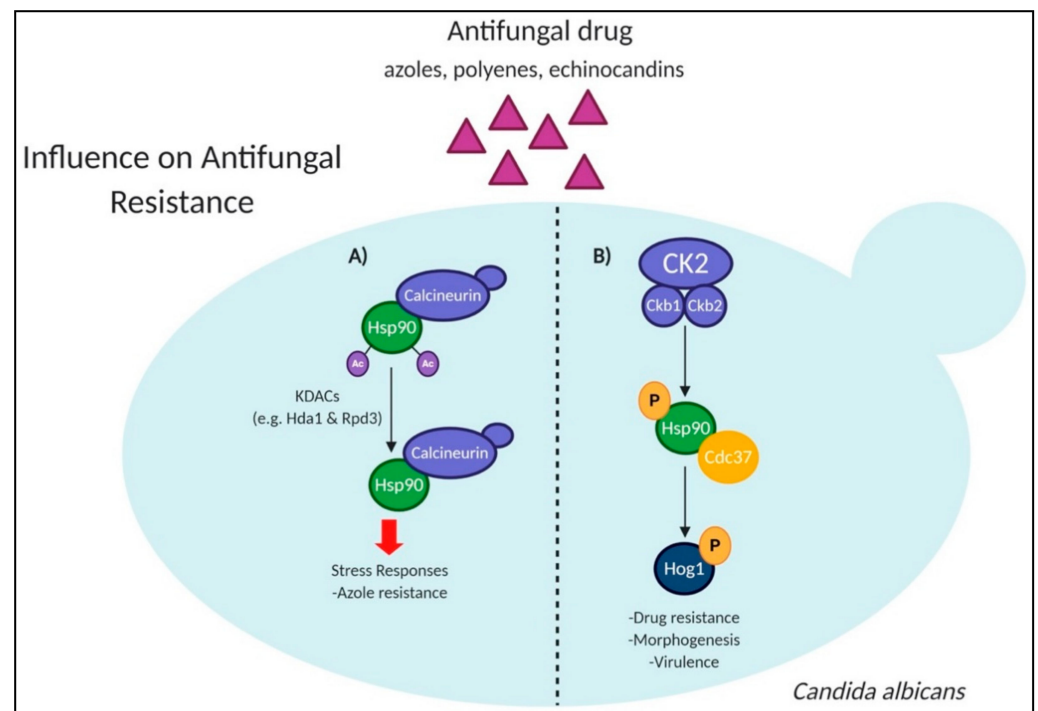 Antifungal drug
azoles, polyenes, echinocandins
Influence on Antifungal
Resistance
A)
Calcineurin
Hsp90
Ac
Ac
KDACs
(e.g. Hda1 & Rpd3)
Calcineurin
Hsp90
Stress Responses
-Azole resistance
B)
CK2
Ckb1 Ckb2
P
Hsp90
Cdc37
P
Hog1
-Drug resistance
-Morphogenesis
-Virulence
Candida albicans